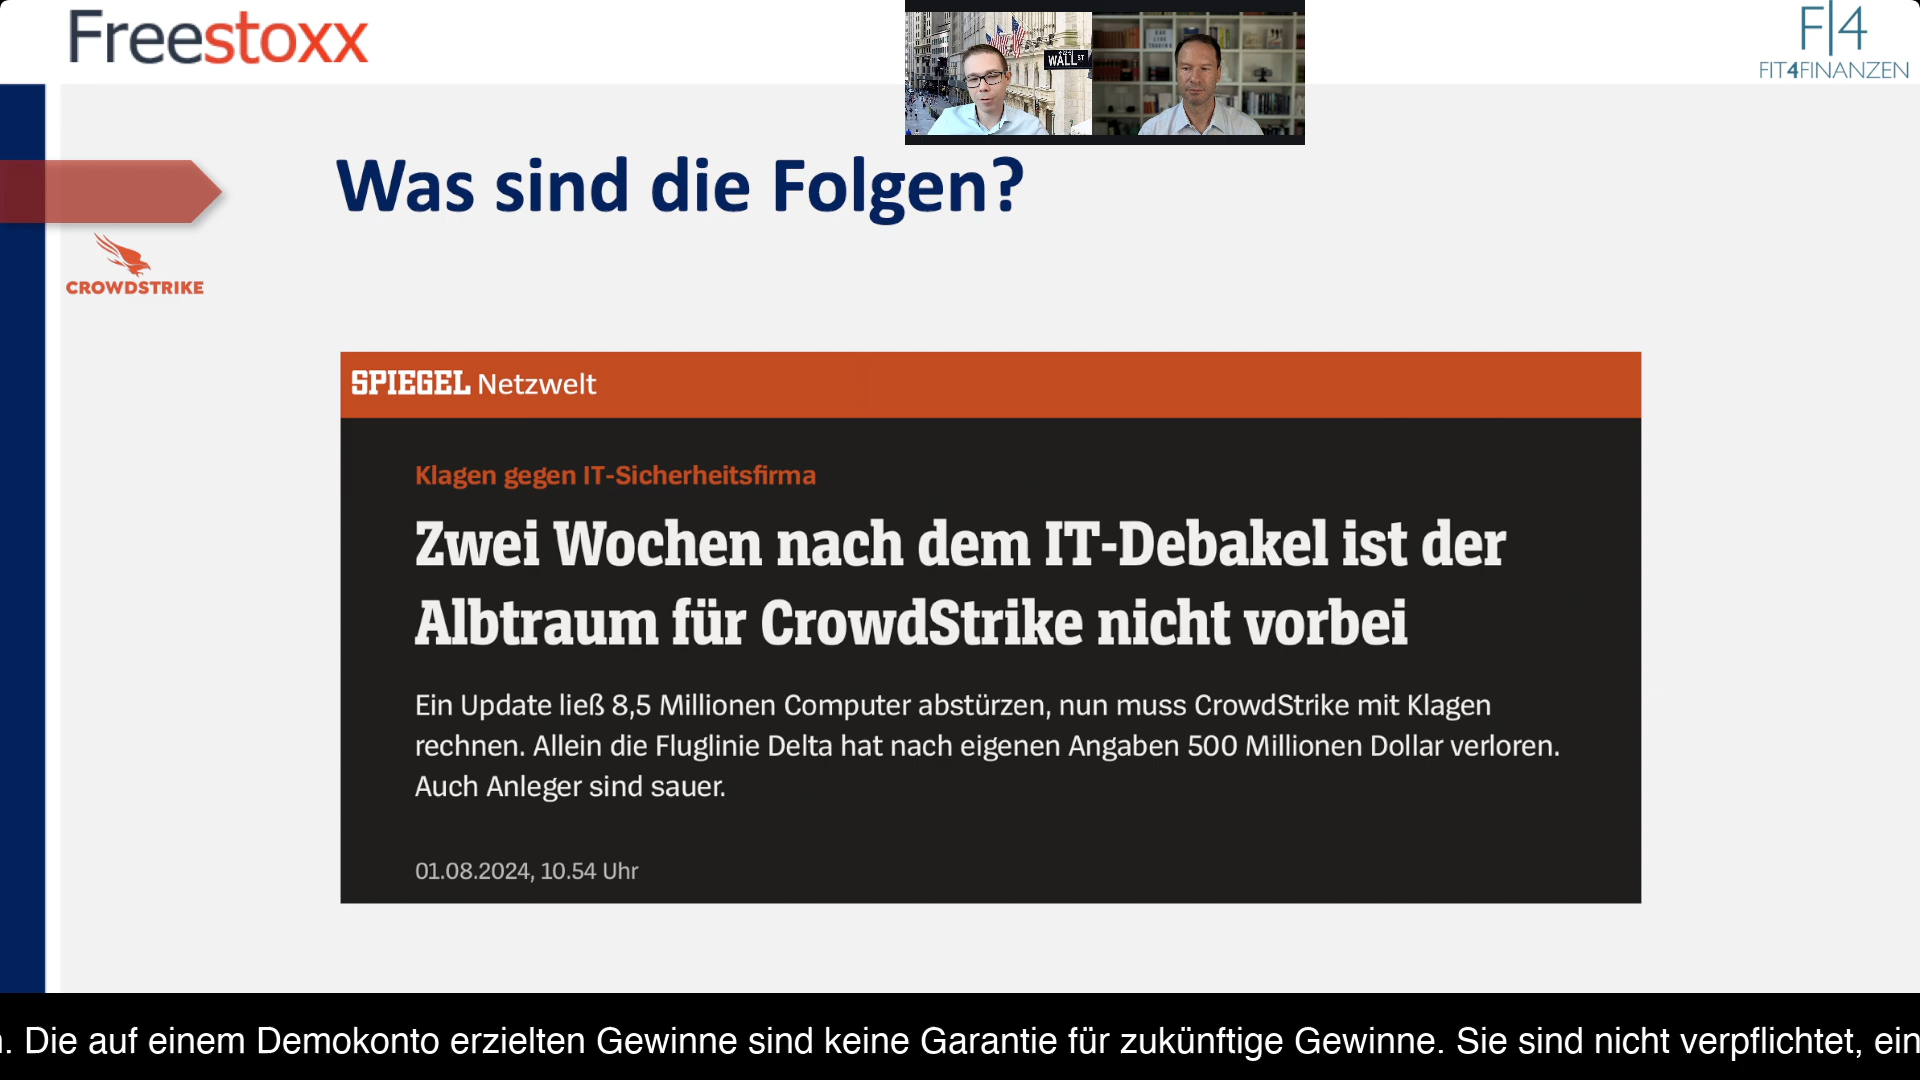 Freestoxx
WALL ST
F|4
FIT4FINANZEN
Was sind die Folgen?
CROWDSTRIKE
SPIEGEL Netzwelt
Klagen gegen IT-Sicherheitsfirma
Zwei Wochen nach dem IT-Debakel ist der
Albtraum für CrowdStrike nicht vorbei
Ein Update ließ 8,5 Millionen Computer abstürzen, nun muss CrowdStrike mit Klagen
rechnen. Allein die Fluglinie Delta hat nach eigenen Angaben 500 Millionen Dollar verloren.
Auch Anleger sind sauer.
01.08.2024, 10.54 Uhr
. Die auf einem Demokonto erzielten Gewinne sind keine Garantie für zukünftige Gewinne. Sie sind nicht verpflichtet, ein